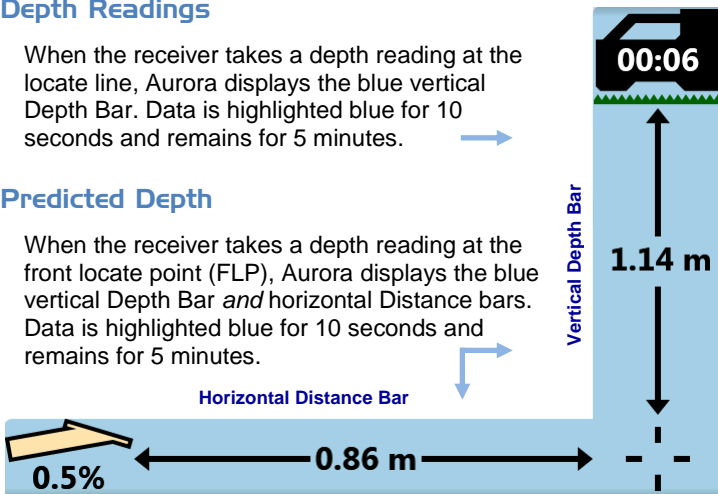 Depth Readings
When the receiver takes a depth reading at the
locate line, Aurora displays the blue vertical
Depth Bar. Data is highlighted blue for 10
seconds and remains for 5 minutes.
Predicted Depth
When the receiver takes a depth reading at the
front locate point (FLP), Aurora displays the blue
vertical Depth Bar and horizontal Distance bars.
Data is highlighted blue for 10 seconds and
remains for 5 minutes.
00:06
Vertical Depth Bar
1.14 m
Horizontal Distance Bar
0.86 m
0.5%